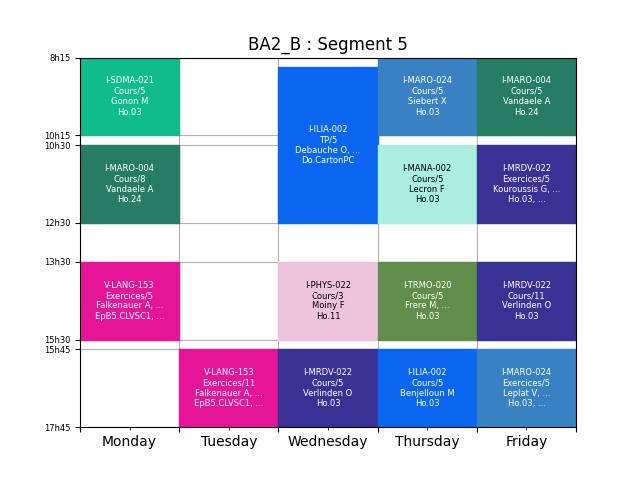 BA2_B : Segment 5
8h15
10h15
10h30
12h30
13h30
15h30
15h45
17h45
I-SDMA-021
Cours/5
Gonon M
Ho.03
I-MARO-004
Cours/8
Vandaele A
Ho.24
V-LANG-153
Exercices/5
Falkenauer A, ...
EpB5.CLVSC1, ...
V-LANG-153
Exercices/11
Falkenauer A, ...
EpB5.CLVSC1, ...
I-ILIA-002
TP/5
Debauche O, ...
Do.CartonPC
I-PHYS-022
Cours/3
Moiny F
Ho.11
I-MRDV-022
Cours/5
Verlinden O
Ho.03
I-MARO-024
Cours/5
Siebert X
Ho.03
I-MANA-002
Cours/5
Lecron F
Ho.03
I-TRMO-020
Cours/5
Frere M, ...
Ho.03
I-ILIA-002
Cours/5
Benjelloun M
Ho.03
I-MARO-004
Cours/5
Vandaele A
Ho.24
I-MRDV-022
Exercices/5
Kouroussis G, ...
Ho.03, ...
I-MRDV-022
Cours/11
Verlinden O
Ho.03
I-MARO-024
Exercices/5
Leplat V, ...
Ho.03, ...
Monday
Tuesday
Wednesday
Thursday
Friday